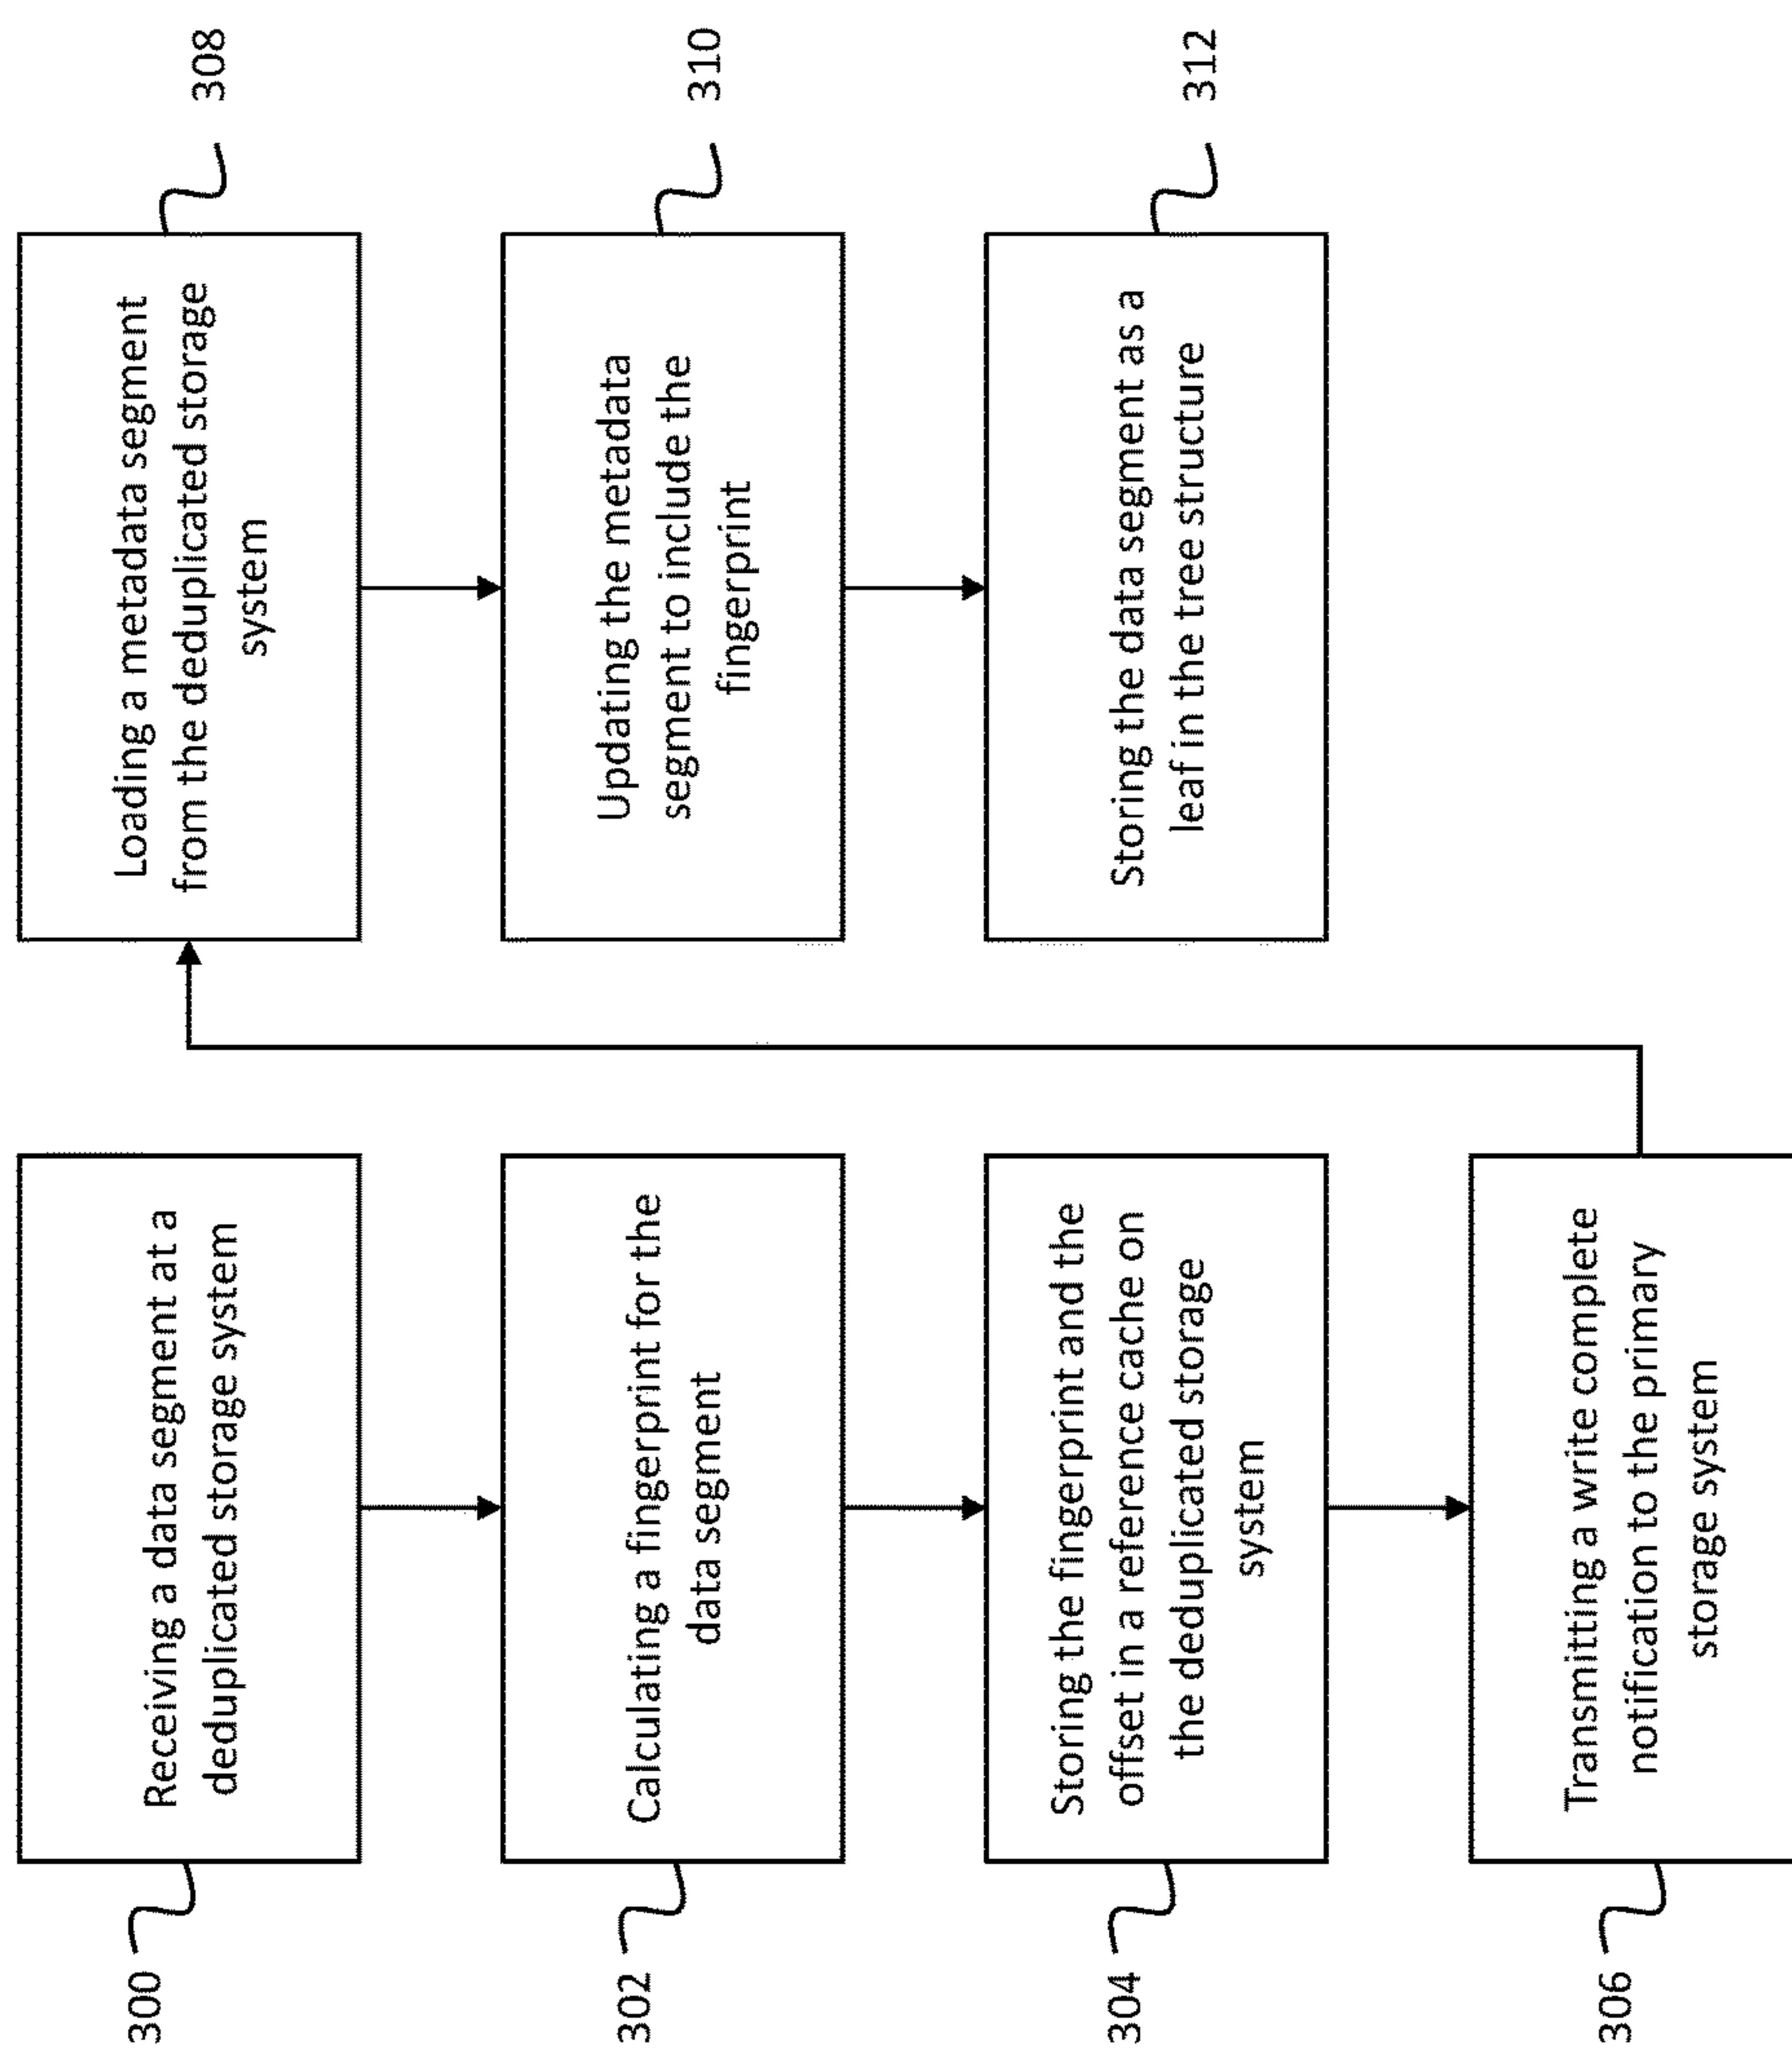 300
Receiving a data segment at a
deduplicated storage system
302
Calculating a fingerprint for the
data segment
304
Storing the fingerprint and the
offset in a reference cache on
the deduplicated storage
system
306
Transmitting a write complete
notification to the primary
storage system
308
Loading a metadata segment
from the deduplicated storage
system
310
Updating the metadata
segment to include the
fingerprint
312
Storing the data segment as a
leaf in the tree structure